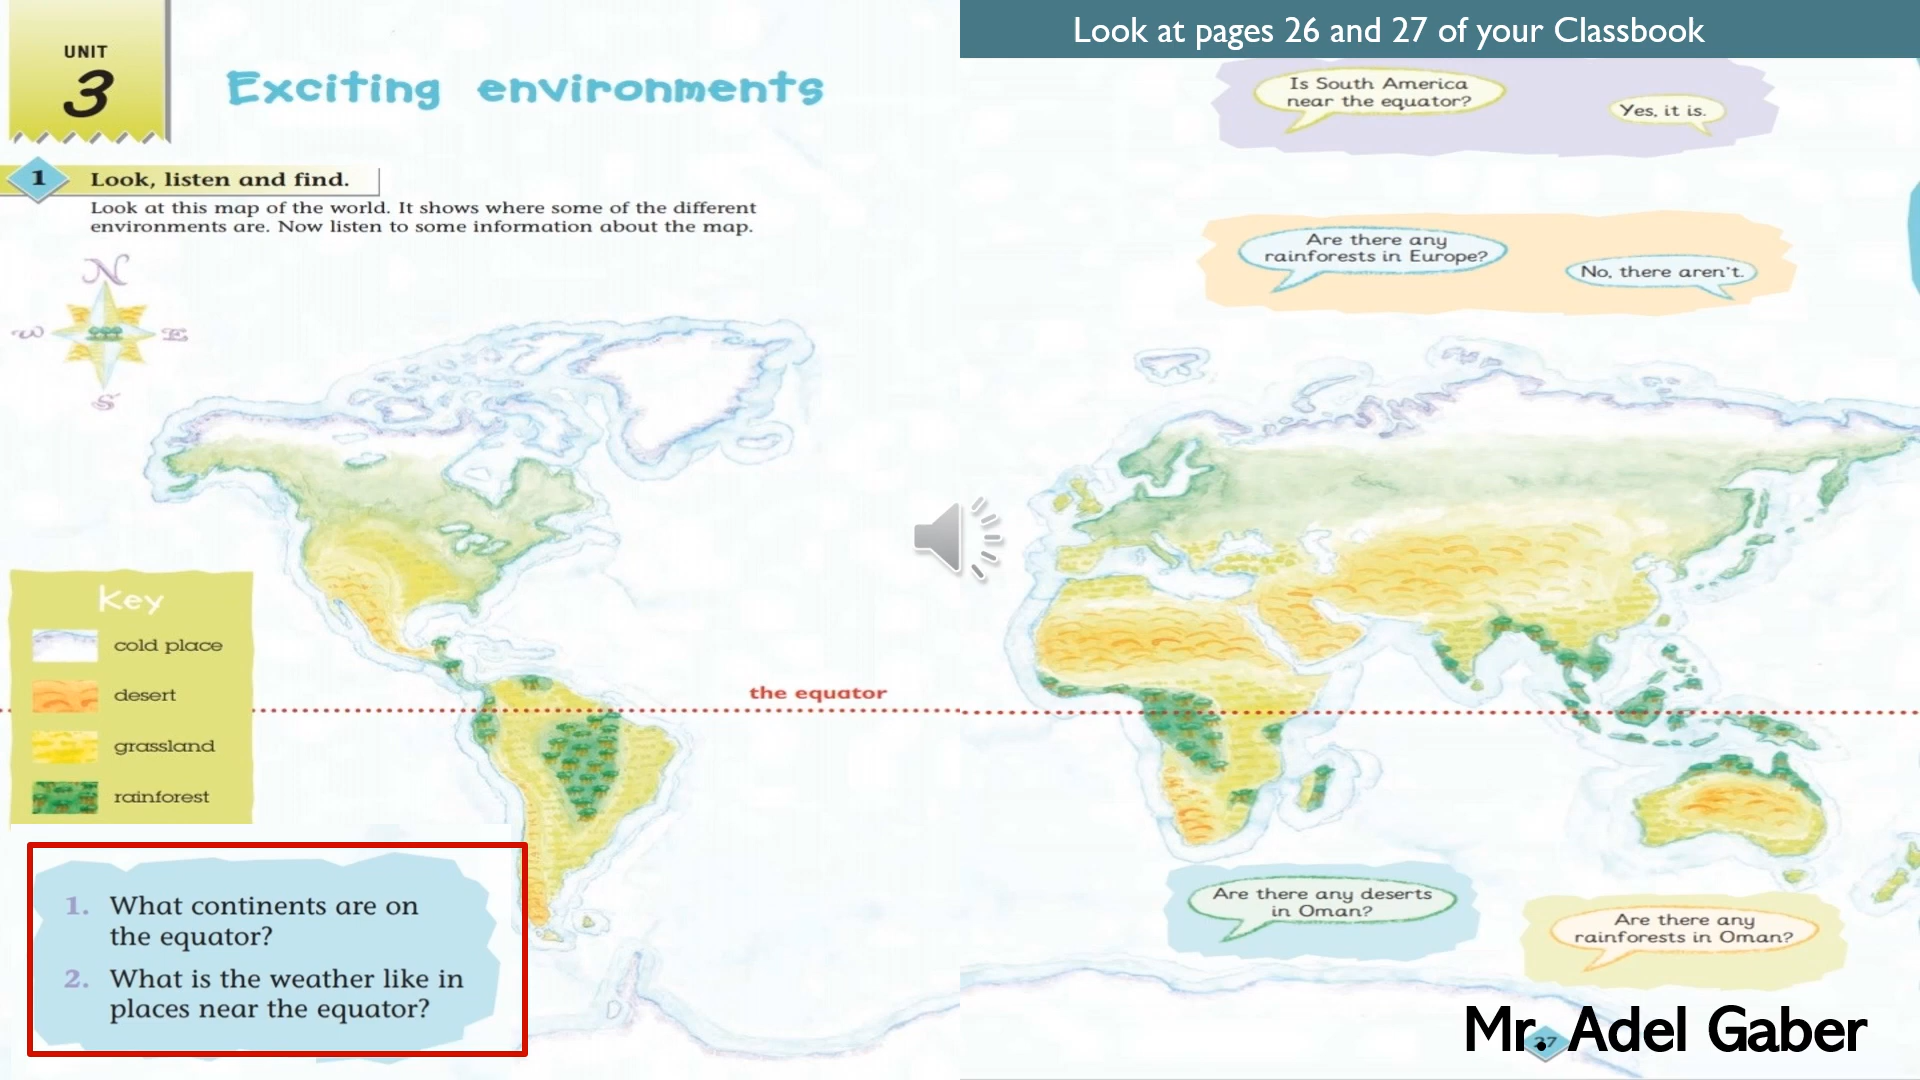 UNIT
3
Exciting environments
1 Look, listen and find.
Look at this map of the world. It shows where some of the different
environments are. Now listen to some information about the map.
N
W
E
S
Key
cold place
desert
grassland
rainforest
the equator
1. What continents are on
the equator?
2. What is the weather like in
places near the equator?
Look at pages 26 and 27 of your Classbook
Is South America
near the equator?
Yes, it is.
Are there any
rainforests in Europe?
No, there aren't.
Are there any deserts
in Oman?
Are there any
rainforests in Oman?
Mr. Adel Gaber
27